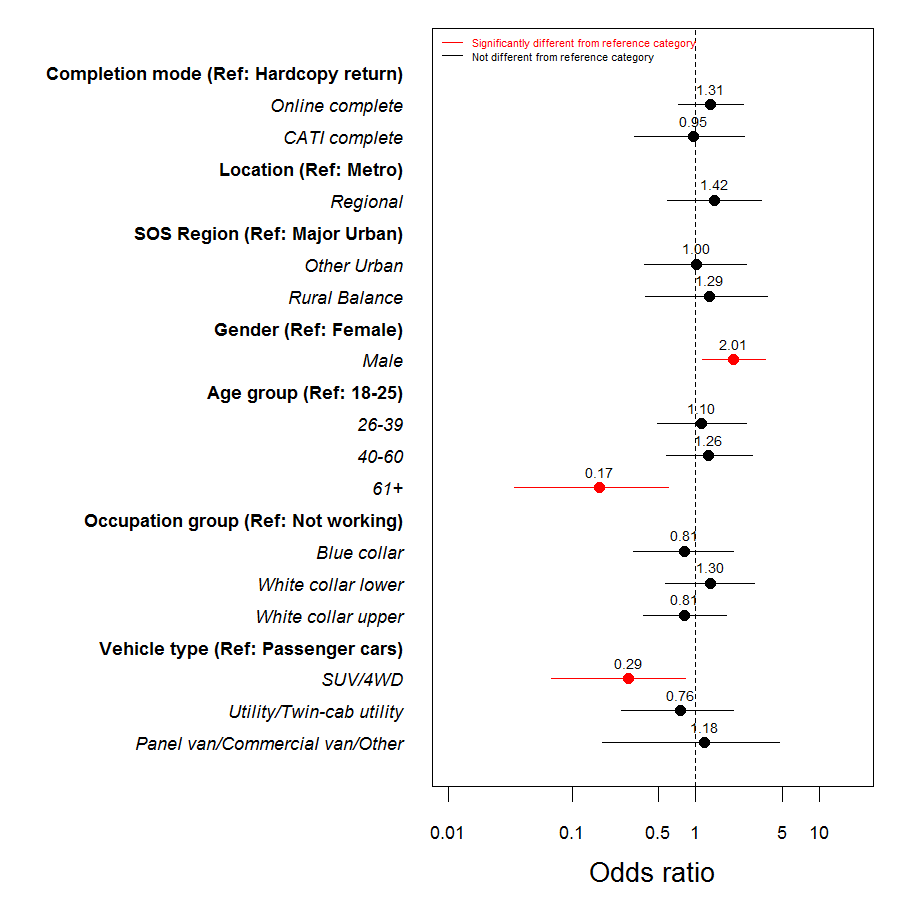 Significantly different from reference category
Not different from reference category
Completion mode (Ref: Hardcopy return)
1.31
Online complete
0.95
CATI complete
Location (Ref: Metro)
1.42
Regional
SOS Region (Ref: Major Urban)
1.00
Other Urban
1.29
Rural Balance
Gender (Ref: Female)
2.01
Male
Age group (Ref: 18-25)
1.10
26-39
1.26
40-60
0.17
61+
Occupation group (Ref: Not working)
0.81
Blue collar
1.30
White collar lower
0.81
White collar upper
Vehicle type (Ref: Passenger cars)
0.29
SUV/4WD
0.76
Utility/Twin-cab utility
1.18
Panel van/Commercial van/Other
0.01 0.1 0.5 1 5 10
Odds ratio